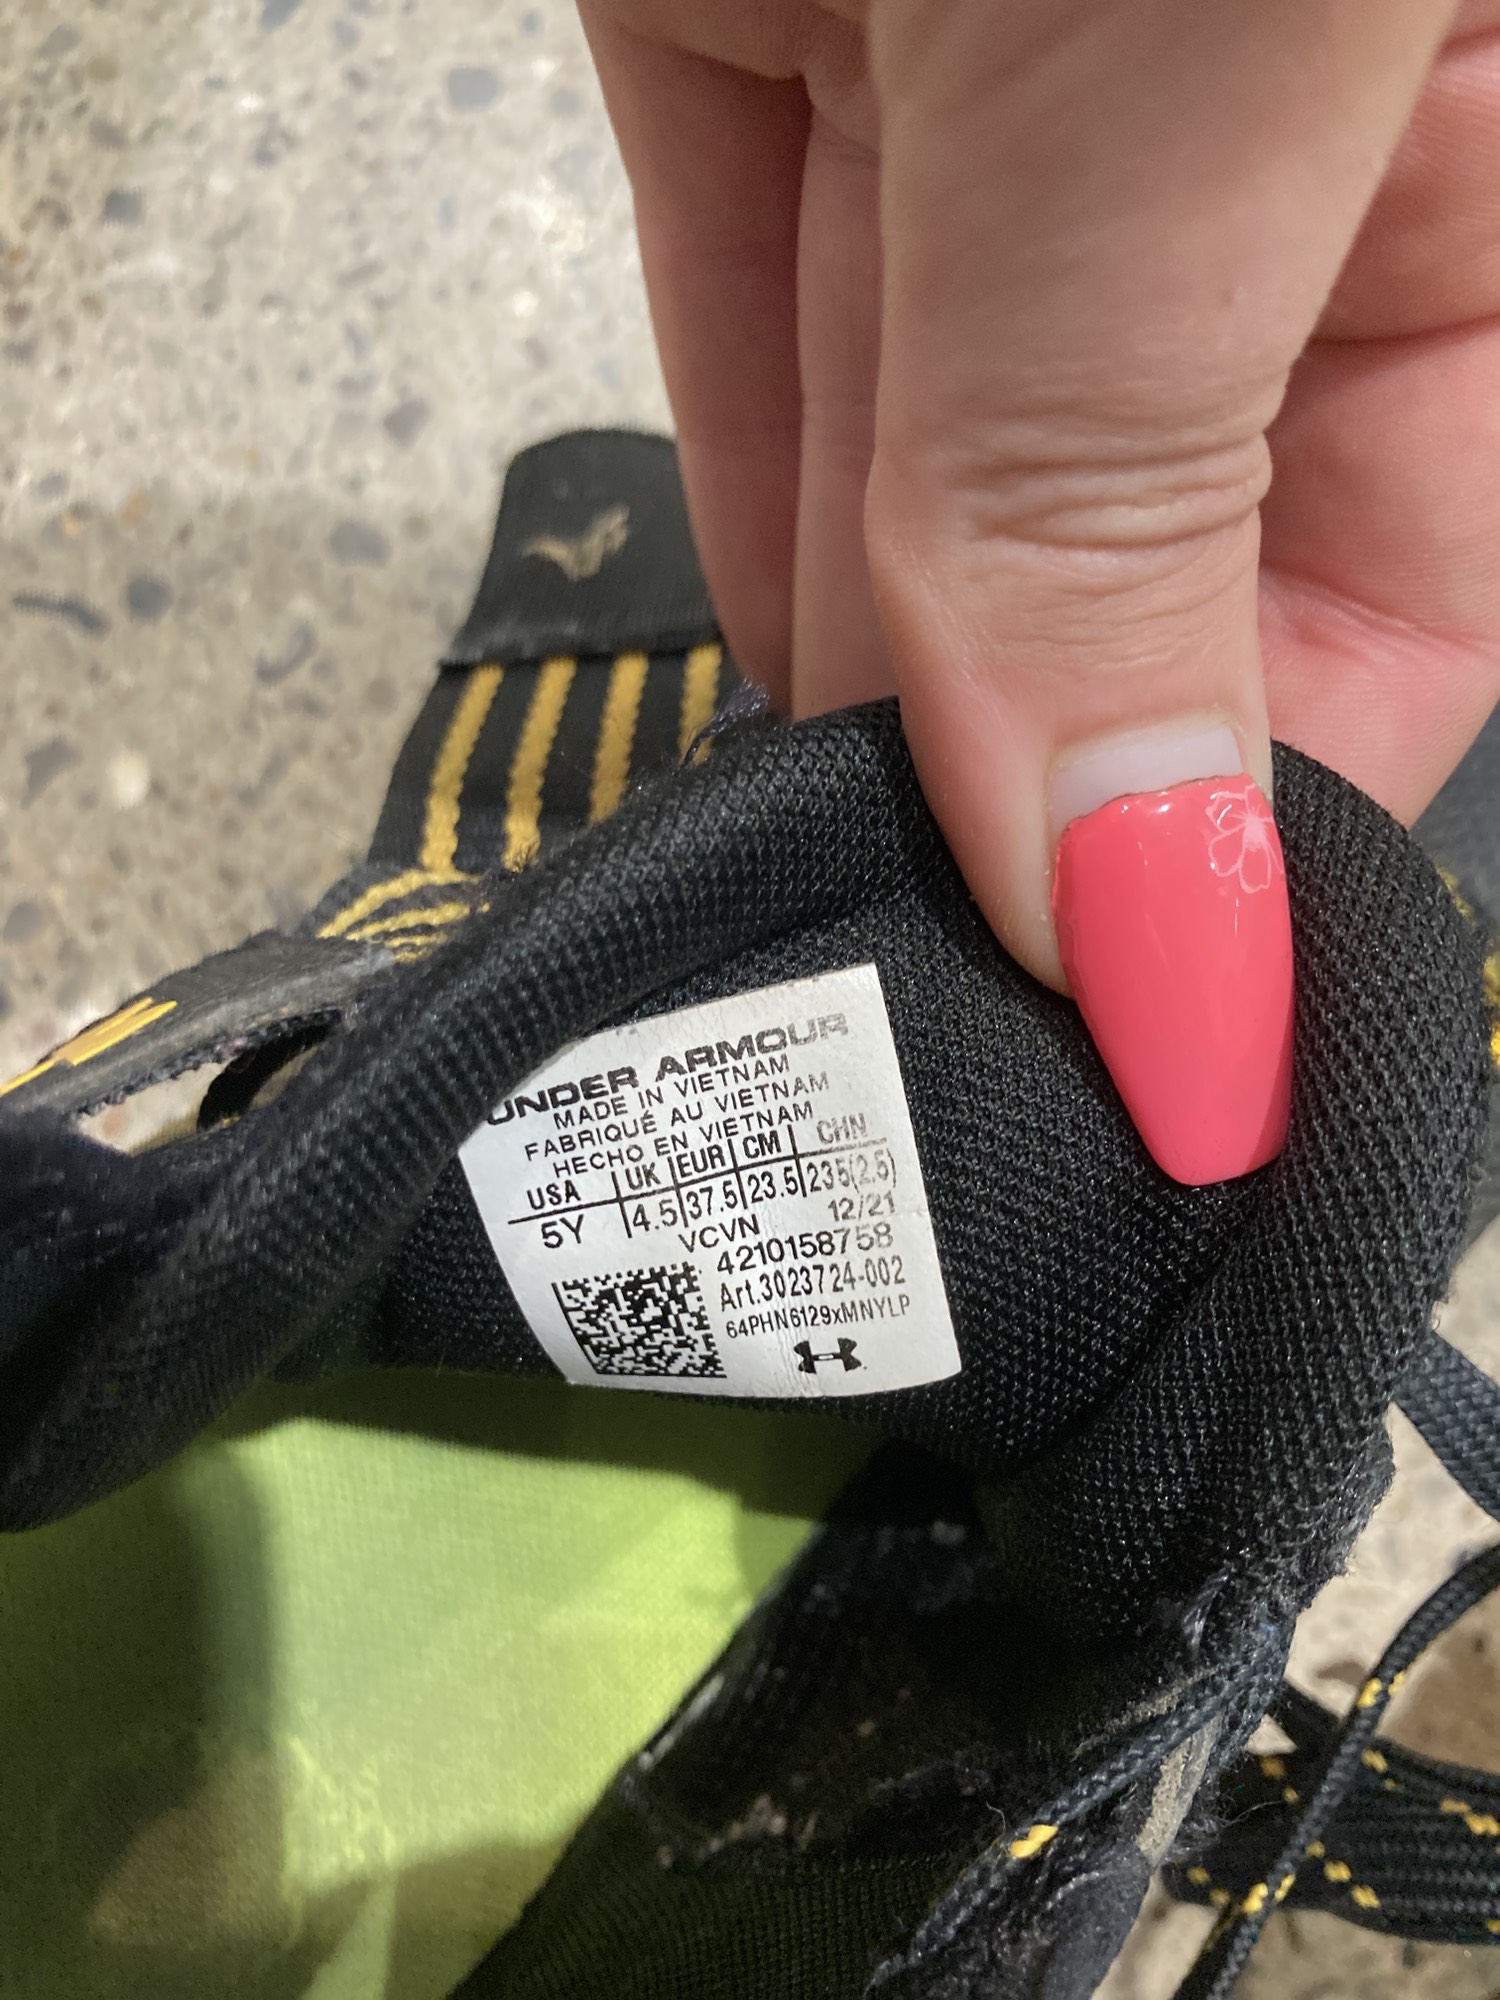 UNDER ARMOUR
MADE IN VIETNAM
FABRIQUÉ AU VIETNAM
HECHO EN VIETNAM
USA | UK | EUR | CM | CHN
5Y | 4.5 | 37.5 | 23.5 | 235(2.5)
VCVN 12/21
4210158758
Art.3023724-002
64PHN6129xMNYLP